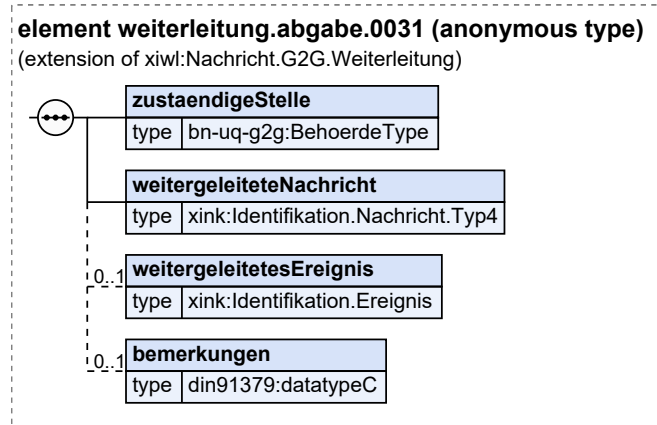 element weiterleitung.abgabe.0031 (anonymous type)
(extension of xiwl:Nachricht.G2G.Weiterleitung)
zustaendigeStelle
type bn-uq-g2g:BehoerdeType
weitergeleiteteNachricht
type xink:Identifikation.Nachricht.Typ4
0..1 weitergeleitetesEreignis
type xink:Identifikation.Ereignis
0..1 bemerkungen
type din91379:datatypeC